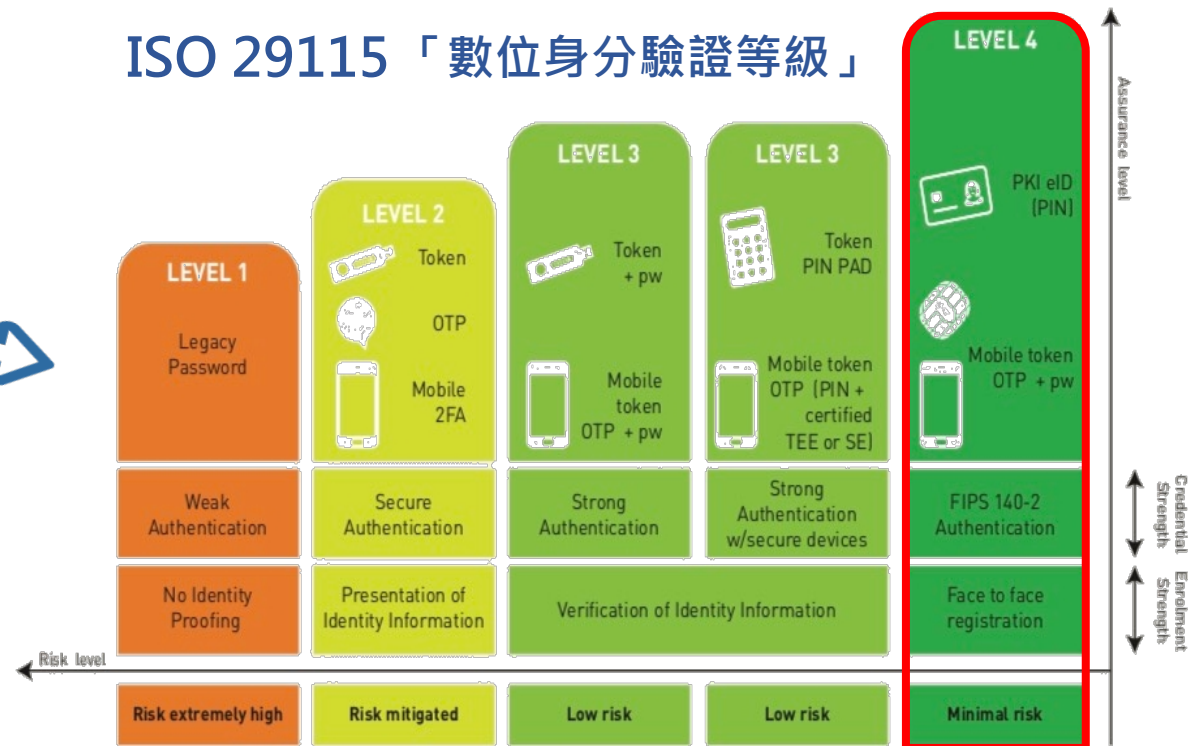 ISO 29115「數位身分驗證等級」
LEVEL 1
Legacy
Password
Weak
Authentication
No Identity
Proofing
Risk extremely high
LEVEL 2
Token
OTP
Mobile
2FA
Secure
Authentication
Presentation of
Identity Information
Risk mitigated
LEVEL 3
Token
+ pw
Mobile
token
OTP + pw
Strong
Authentication
LEVEL 3
Token
PIN PAD
Mobile token
OTP (PIN +
certified
TEE or SE)
Strong
Authentication
w/secure devices
Verification of Identity Information
Low risk
Low risk
LEVEL 4
PKI eID
(PIN)
Mobile token
OTP + pw
FIPS 140-2
Authentication
Face to face
registration
Minimal risk
Assurance level
Credential
Strength
Enrolment
Strength
Risk level